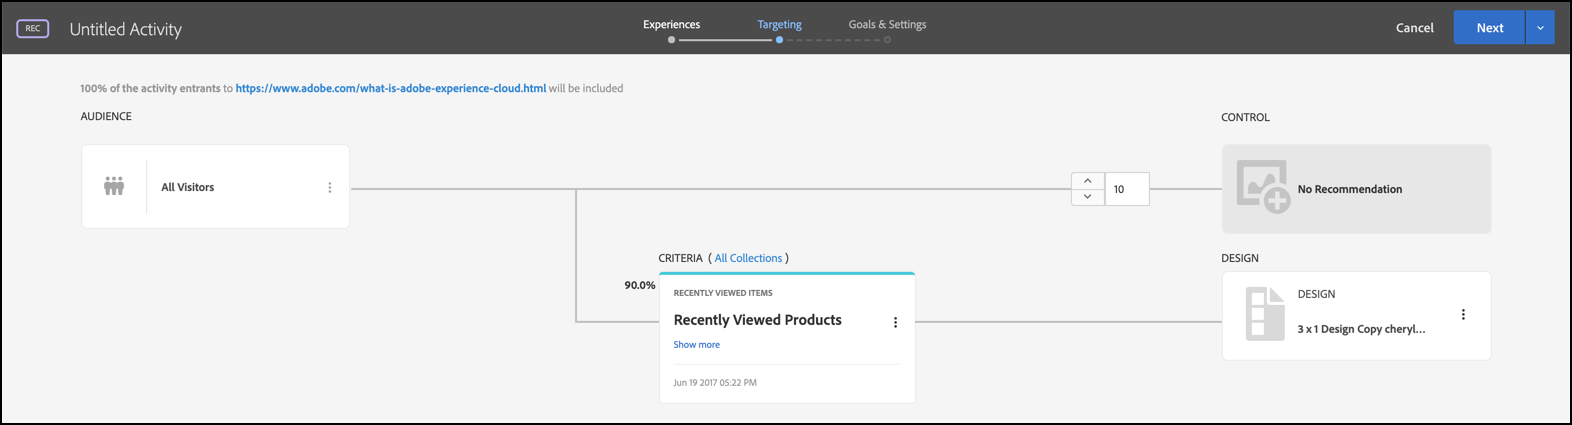 REC
Untitled Activity
Experiences
Targeting
Goals & Settings
Cancel
Next
100% of the activity entrants to https://www.adobe.com/what-is-adobe-experience-cloud.html will be included
AUDIENCE
CONTROL
All Visitors
10
No Recommendation
CRITERIA ( All Collections )
DESIGN
90.0%
RECENTLY VIEWED ITEMS
Recently Viewed Products
Show more
Jun 19 2017 05:22 PM
DESIGN
3 x 1 Design Copy cheryl...